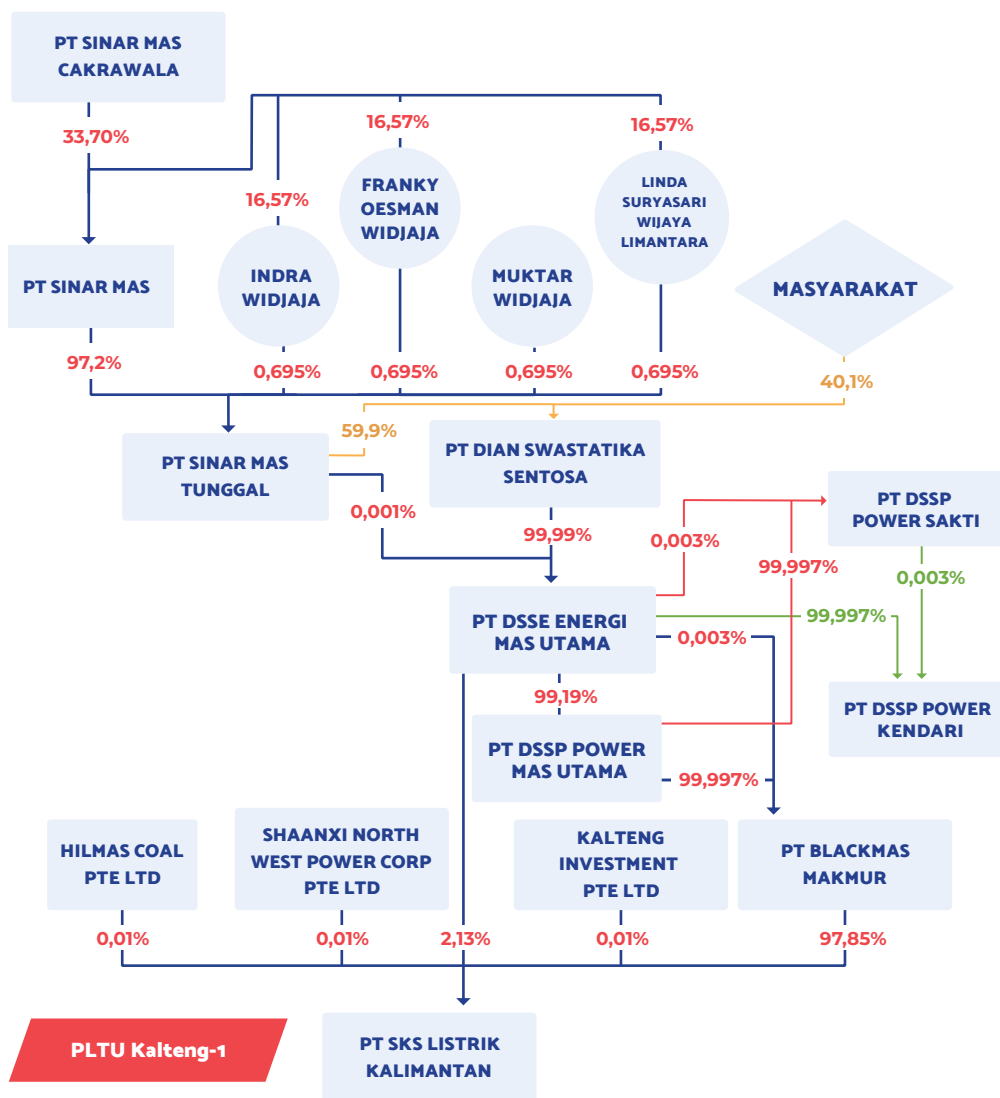 PT SINAR MAS
CAKRAWALA
33,70%
16,57%
16,57%
16,57%
FRANKY
OESMAN
WIDJAJA
LINDA
SURYASARI
WIJAYA
LIMANTARA
PT SINAR MAS
INDRA
WIDJAJA
MUKTAR
WIDJAJA
MASYARAKAT
97,2%
0,695%
0,695%
0,695%
0,695%
40,1%
59,9%
PT SINAR MAS
TUNGGAL
PT DIAN SWASTATIKA
SENTOSA
0,001%
99,99%
0,003%
99,997%
PT DSSP
POWER SAKTI
0,003%
PT DSSE ENERGI
MAS UTAMA
99,997%
0,003%
99,19%
PT DSSP POWER
KENDARI
PT DSSP POWER
MAS UTAMA
99,997%
HILMAS COAL
PTE LTD
SHAANXI NORTH
WEST POWER CORP
PTE LTD
KALTENG
INVESTMENT
PTE LTD
PT BLACKMAS
MAKMUR
0,01%
0,01%
2,13%
0,01%
97,85%
PLTU Kalteng-1
PT SKS LISTRIK
KALIMANTAN